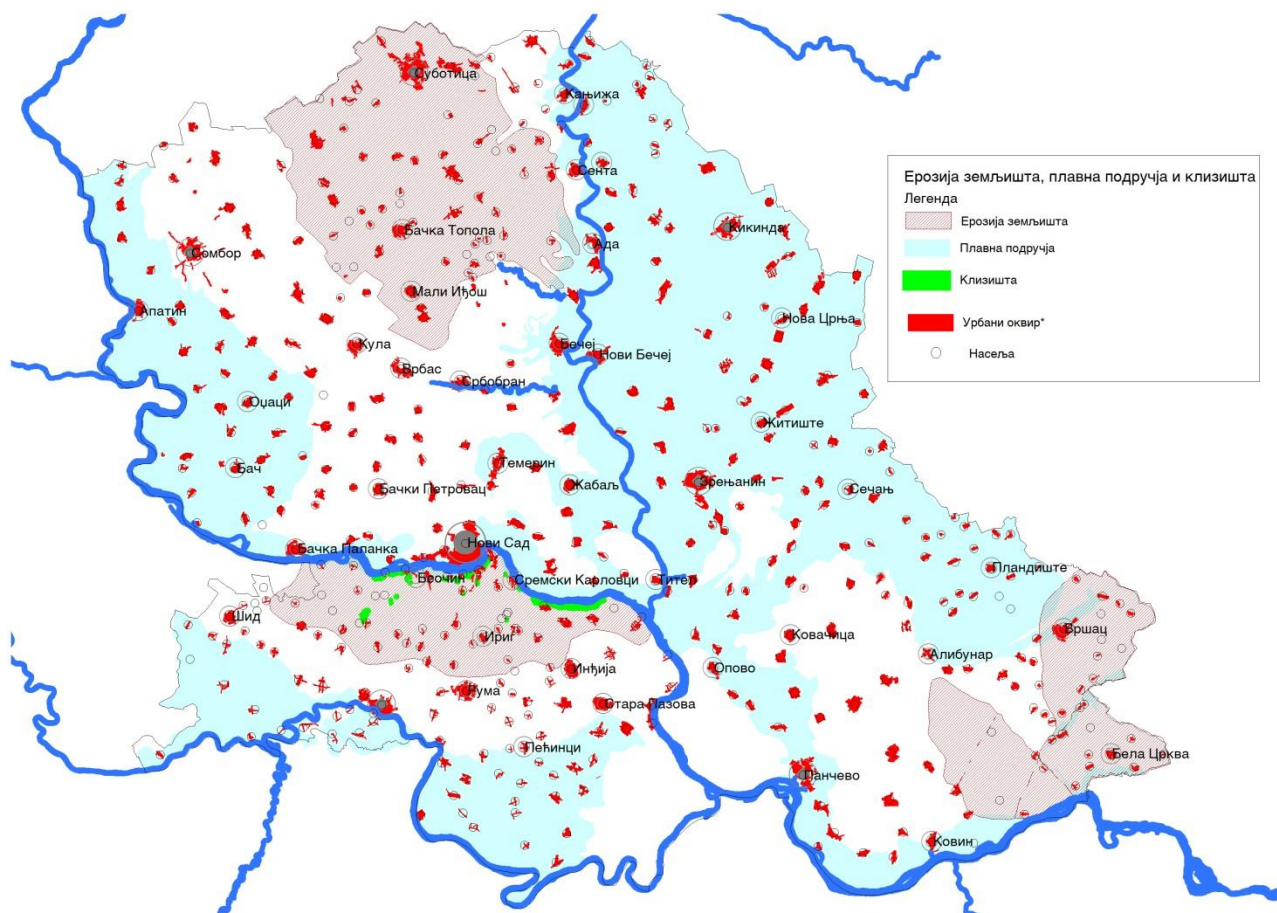 Ерозија земљишта, плавна подручја и клизишта
Легенда
Ерозија земљишта
Плавна подручја
Клизишта
Урбани оквир*
Насеља
Суботица
Кањижа
Сента
Кикинда
Бачка Топола
Ада
Сомбор
Мали Иђош
Апатин
Нова Црња
Кула
Бечеј
Нови Бечеј
Врбас
Србобран
Оџаци
Житиште
Темерин
Бач
Зрењанин
Бачки Петровац
Жабаљ
Сечањ
Нови Сад
Бачка Паланка
Пландиште
Брочин
Сремски Карловци
Тител
Шид
Вршац
Ириг
Ковачица
Алибунар
Инђија
Опово
Рума
Стара Пазова
Пећинци
Бела Црква
Панчево
Ковин